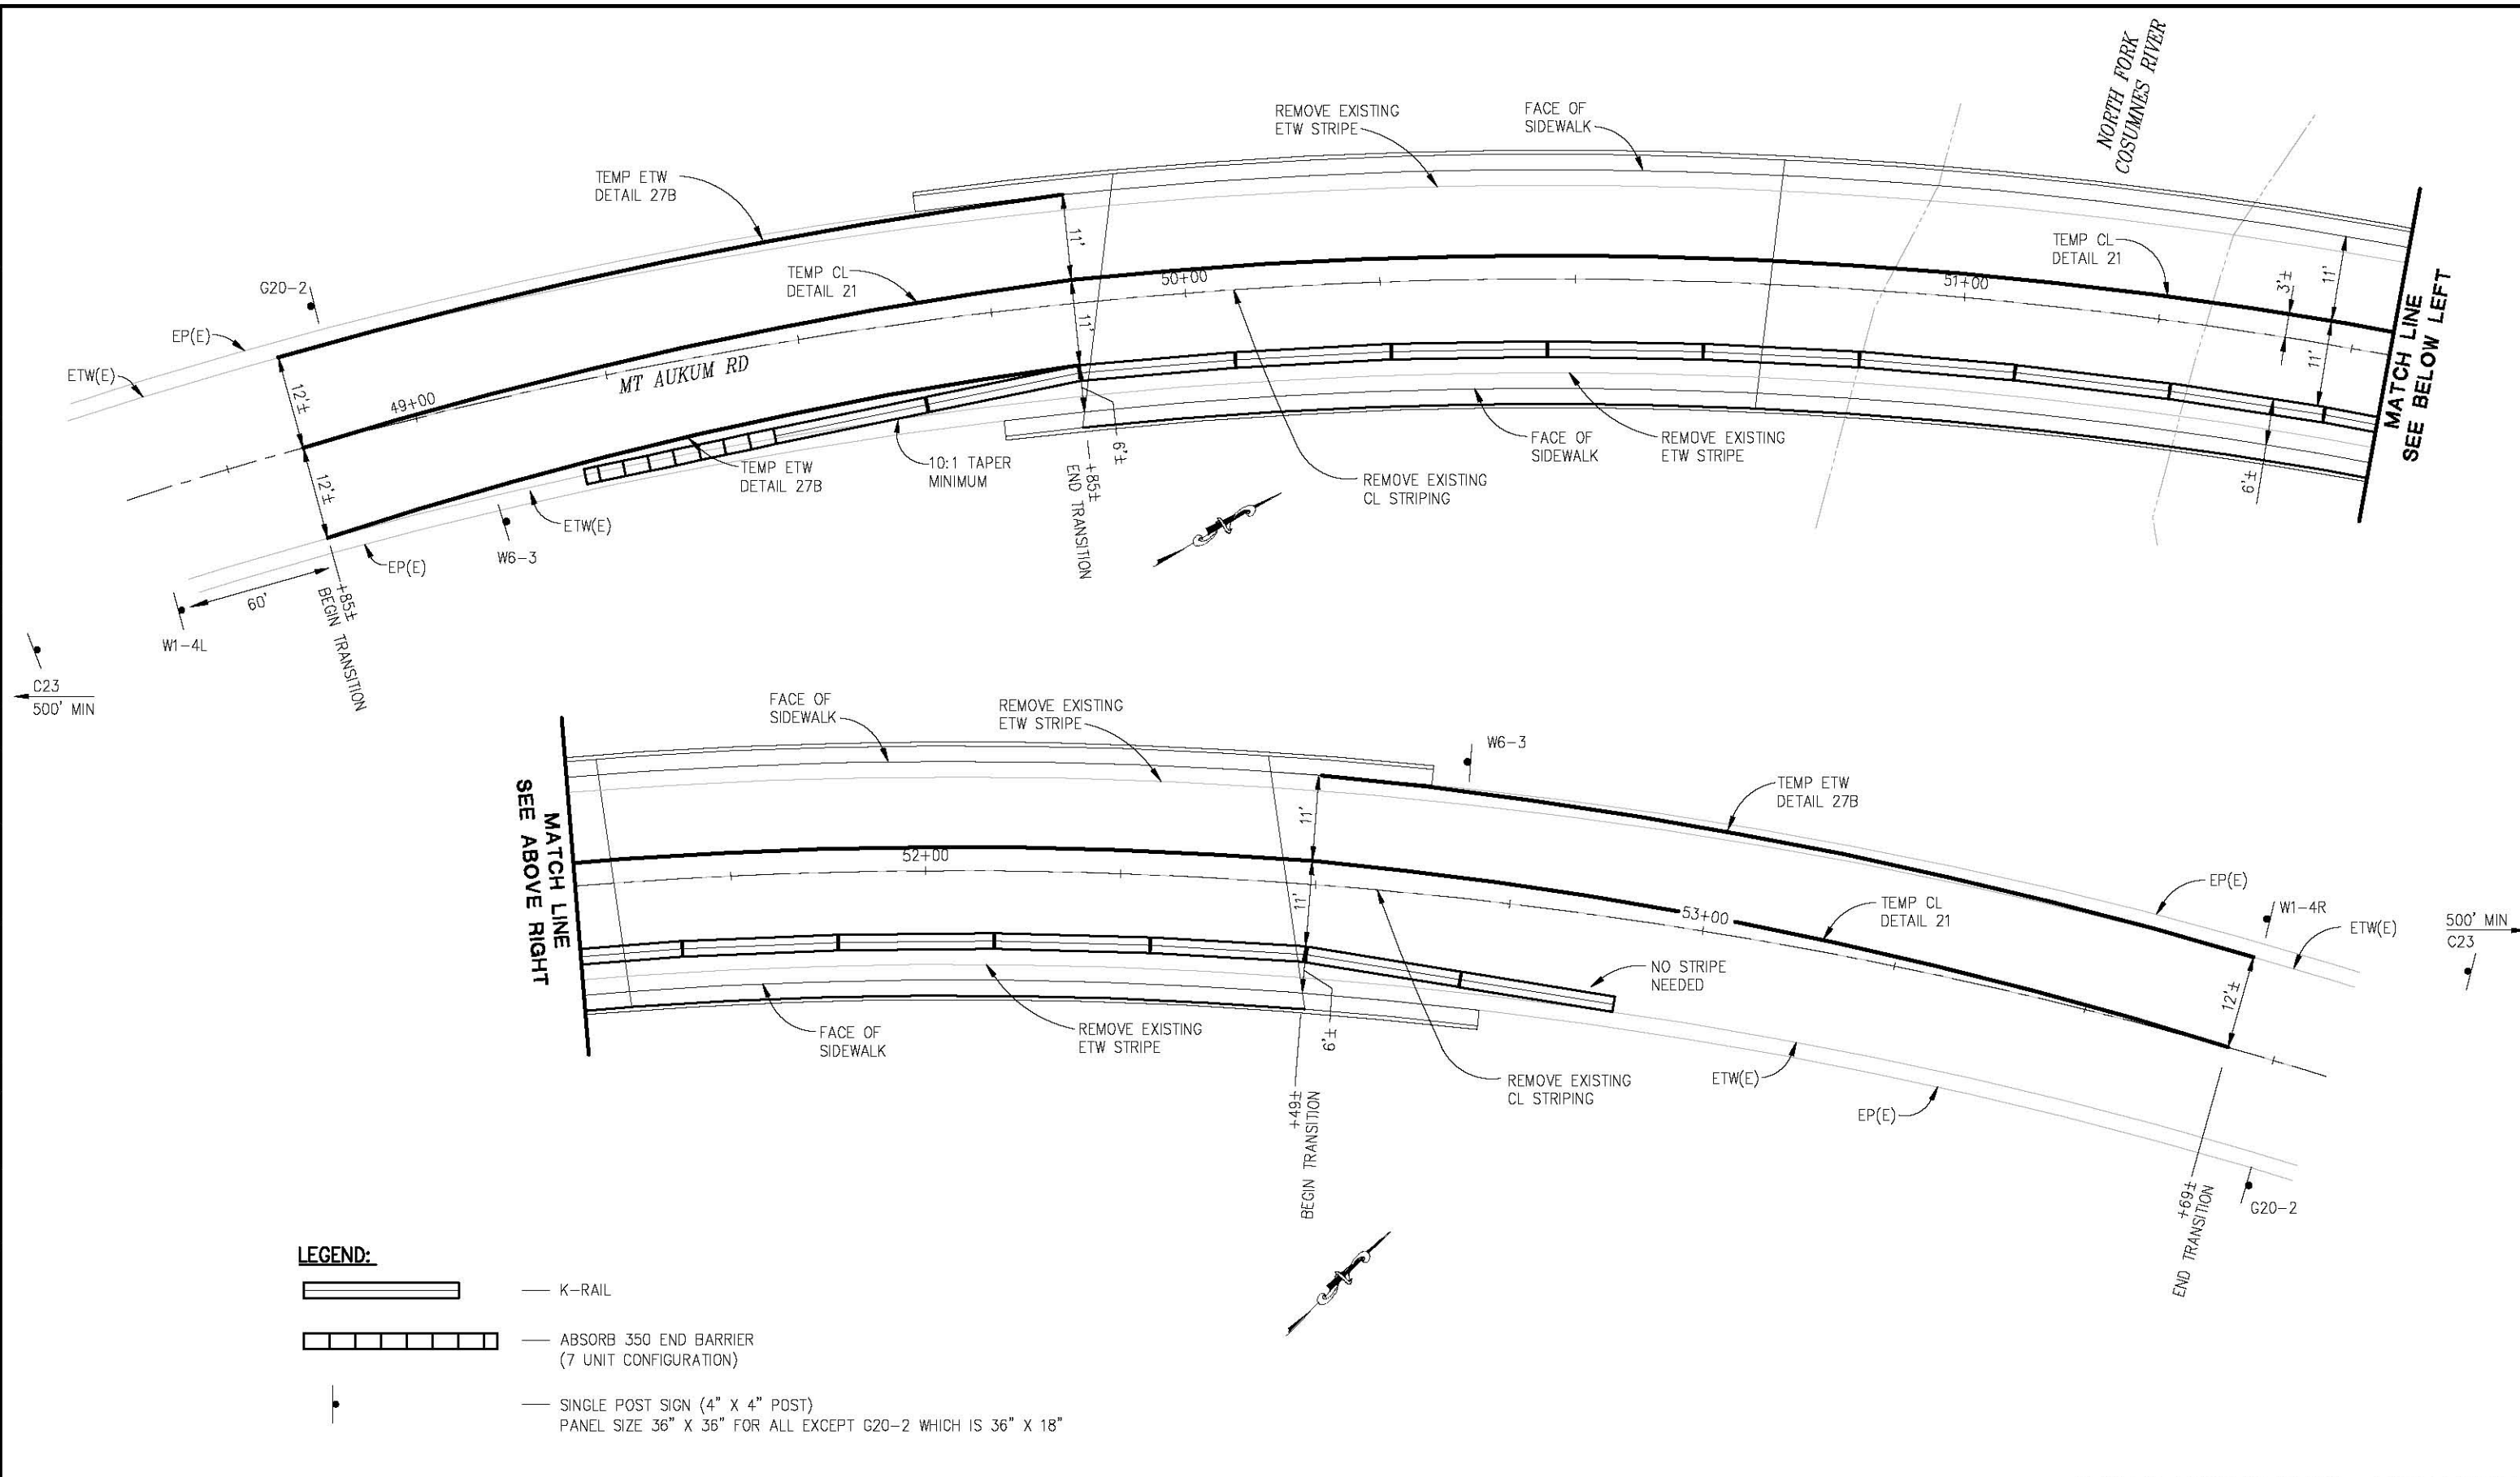 NORTH FORK
COSUMNES RIVER
REMOVE EXISTING
ETW STRIPE
FACE OF
SIDEWALK
TEMP ETW
DETAIL 27B
TEMP CL
DETAIL 21
TEMP CL
DETAIL 21
G20-2
EP(E)
ETW(E)
11'
11'
50+00
51+00
3'±
11'
11'
MATCH LINE
SEE BELOW LEFT
12'±
49+00
MT AUKUM RD
12'±
TEMP ETW
DETAIL 27B
10:1 TAPER
MINIMUM
6'±
FACE OF
SIDEWALK
REMOVE EXISTING
ETW STRIPE
REMOVE EXISTING
CL STRIPING
6'±
ETW(E)
W6-3
EP(E)
+85±
END TRANSITION
60'
W1-4L
+85±
BEGIN TRANSITION
C23
500' MIN
FACE OF
SIDEWALK
REMOVE EXISTING
ETW STRIPE
W6-3
TEMP ETW
DETAIL 27B
MATCH LINE
SEE ABOVE RIGHT
11'
52+00
11'
53+00
TEMP CL
DETAIL 21
EP(E)
W1-4R
ETW(E)
500' MIN
C23
NO STRIPE
NEEDED
12'±
FACE OF
SIDEWALK
REMOVE EXISTING
ETW STRIPE
6'±
REMOVE EXISTING
CL STRIPING
ETW(E)
EP(E)
+49±
BEGIN TRANSITION
+69±
END TRANSITION
G20-2
LEGEND:
K-RAIL
ABSORB 350 END BARRIER
(7 UNIT CONFIGURATION)
SINGLE POST SIGN (4" X 4" POST)
PANEL SIZE 36" X 36" FOR ALL EXCEPT G20-2 WHICH IS 36" X 18"